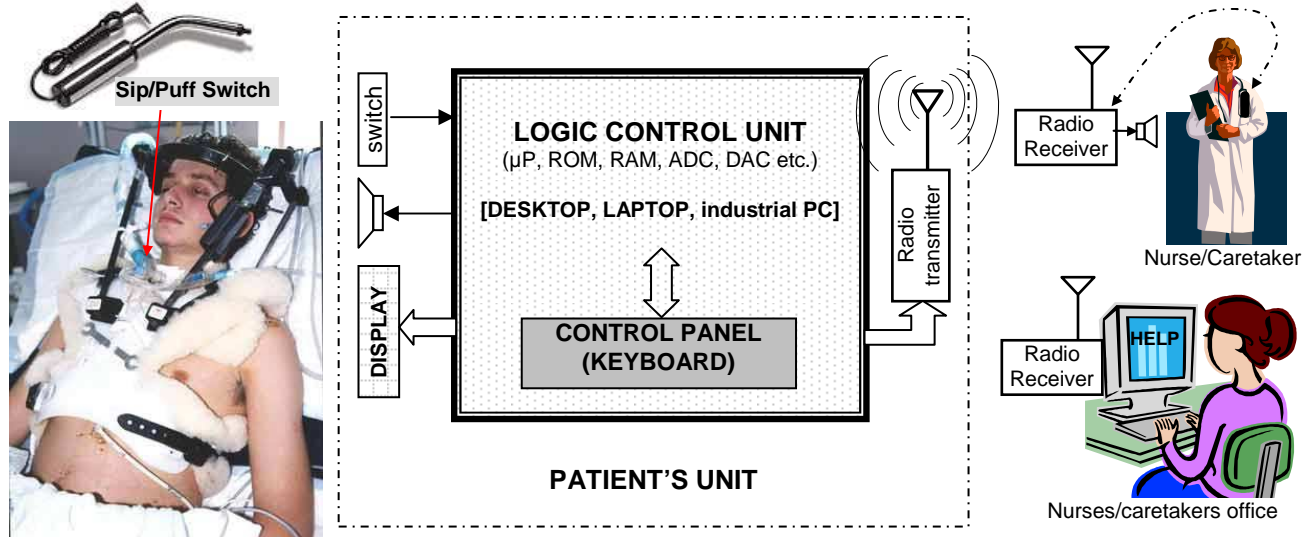 Sip/Puff Switch
switch
DISPLAY
LOGIC CONTROL UNIT
(µP, ROM, RAM, ADC, DAC etc.)
[DESKTOP, LAPTOP, industrial PC]
CONTROL PANEL
(KEYBOARD)
Radio
transmitter
PATIENT'S UNIT
Radio
Receiver
Nurse/Caretaker
Radio
Receiver
HELP
Nurses/caretakers office